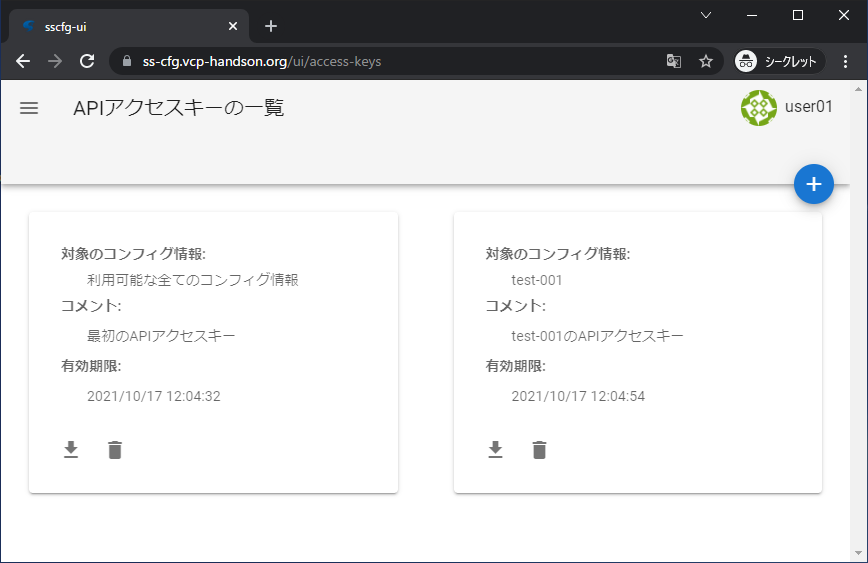 sscfg-ui
ss-cfg.vcp-handson.org/ui/access-keys
シークレット
APIアクセスキーの一覧
user01
対象のコンフィグ情報:
利用可能な全てのコンフィグ情報
コメント:
最初のAPIアクセスキー
有効期限:
2021/10/17 12:04:32
対象のコンフィグ情報:
test-001
コメント:
test-001のAPIアクセスキー
有効期限:
2021/10/17 12:04:54